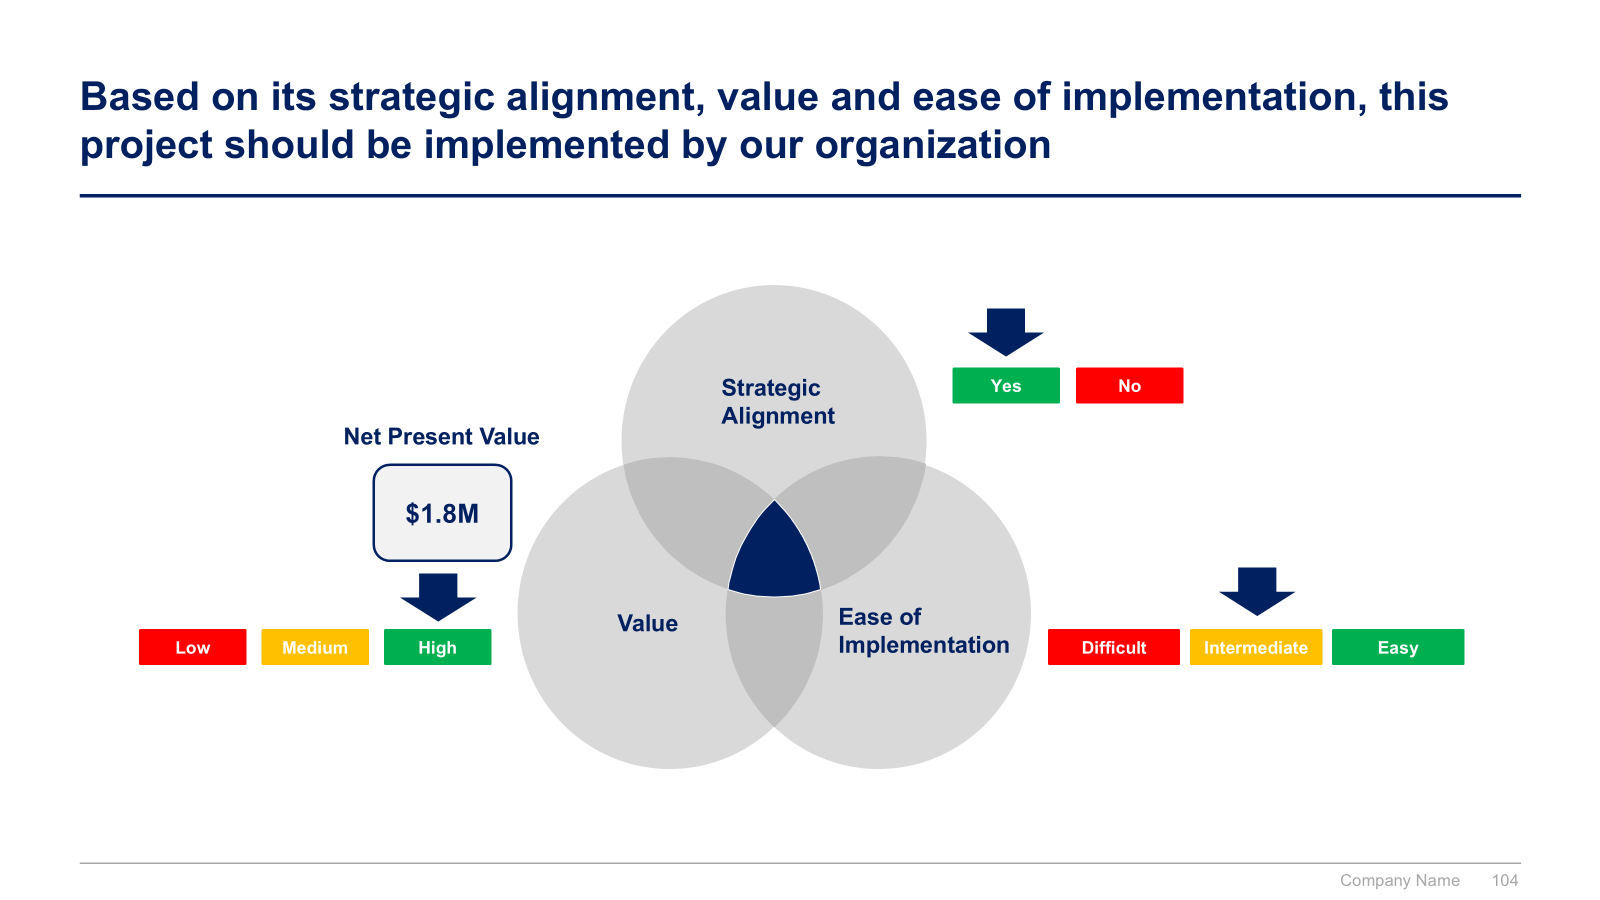 Based on its strategic alignment, value and ease of implementation, this
project should be implemented by our organization
Strategic
Alignment
Yes
No
Net Present Value
$1.8M
Value
Ease of
Implementation
Low
Medium
High
Difficult
Intermediate
Easy
Company Name
104